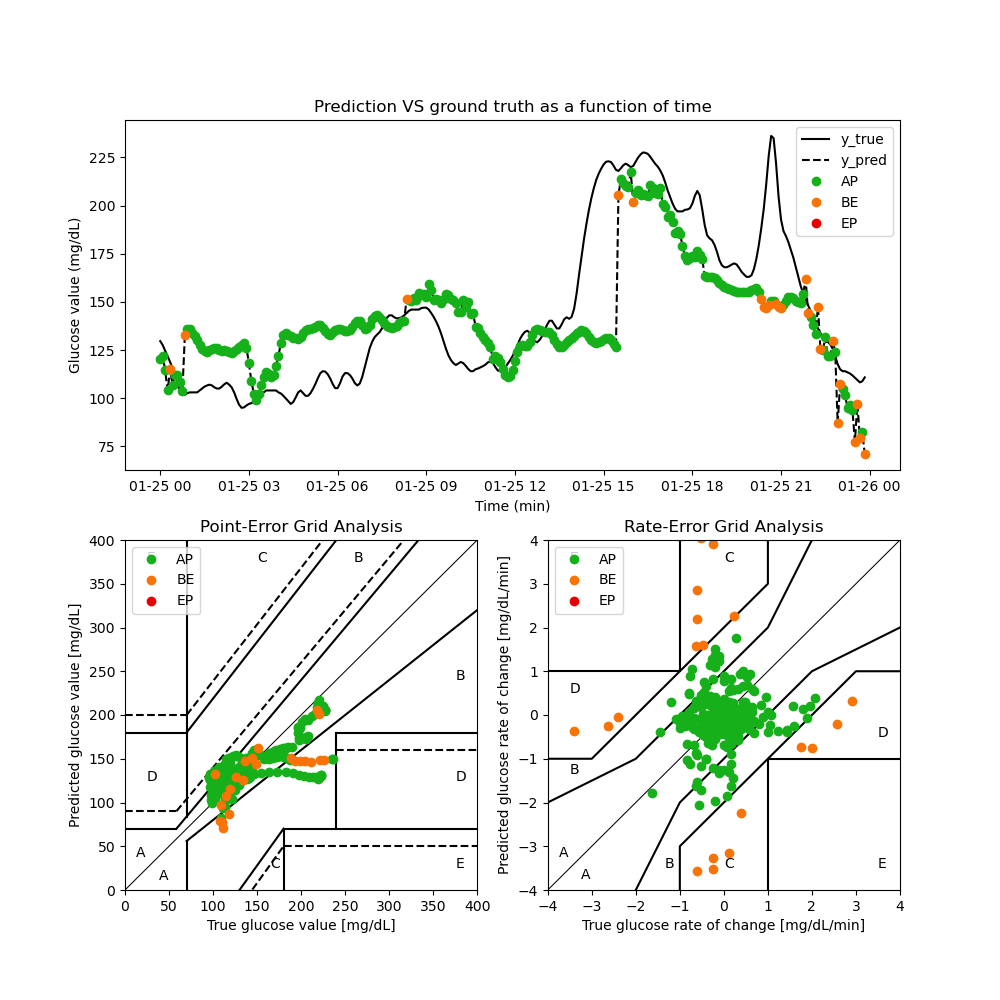 Prediction VS ground truth as a function of time
Glucose value (mg/dL)
225
200
175
150
125
100
75
y_true
y_pred
AP
BE
EP
01-25 00 01-25 03 01-25 06 01-25 09 01-25 12 01-25 15 01-25 18 01-25 21 01-26 00
Time (min)
Point-Error Grid Analysis
Predicted glucose value [mg/dL]
400
350
300
250
200
150
100
50
0
AP
BE
EP
C
B
B
D
D
A
A
C
E
0 50 100 150 200 250 300 350 400
True glucose value [mg/dL]
Rate-Error Grid Analysis
Predicted glucose rate of change [mg/dL/min]
4
3
2
1
0
−1
−2
−3
−4
AP
BE
EP
C
D
D
B
A
A
B
C
E
−4 −3 −2 −1 0 1 2 3 4
True glucose rate of change [mg/dL/min]